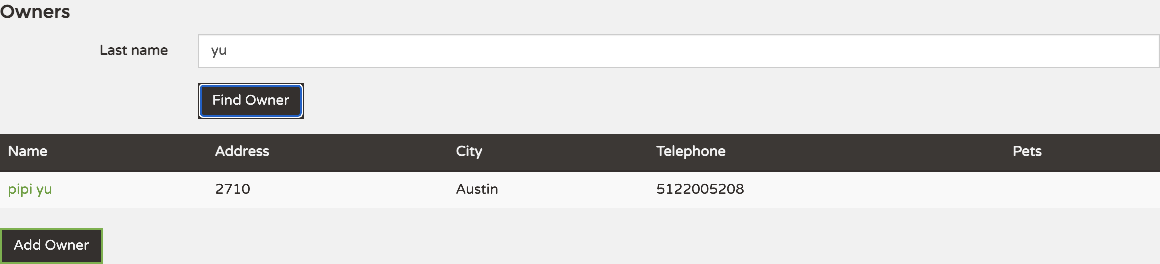 Owners
Last name yu
Find Owner
Name Address City Telephone Pets
pipi yu 2710 Austin 5122005208
Add Owner